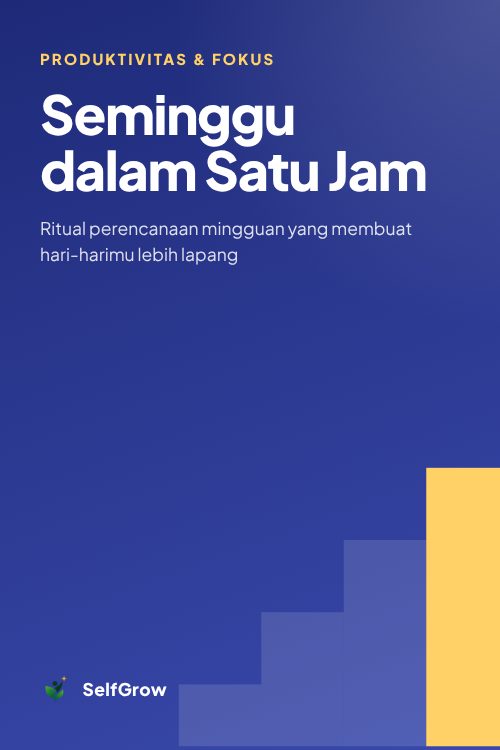 PRODUKTIVITAS & FOKUS
Seminggu
dalam Satu Jam
Ritual perencanaan mingguan yang membuat
hari-harimu lebih lapang
SelfGrow